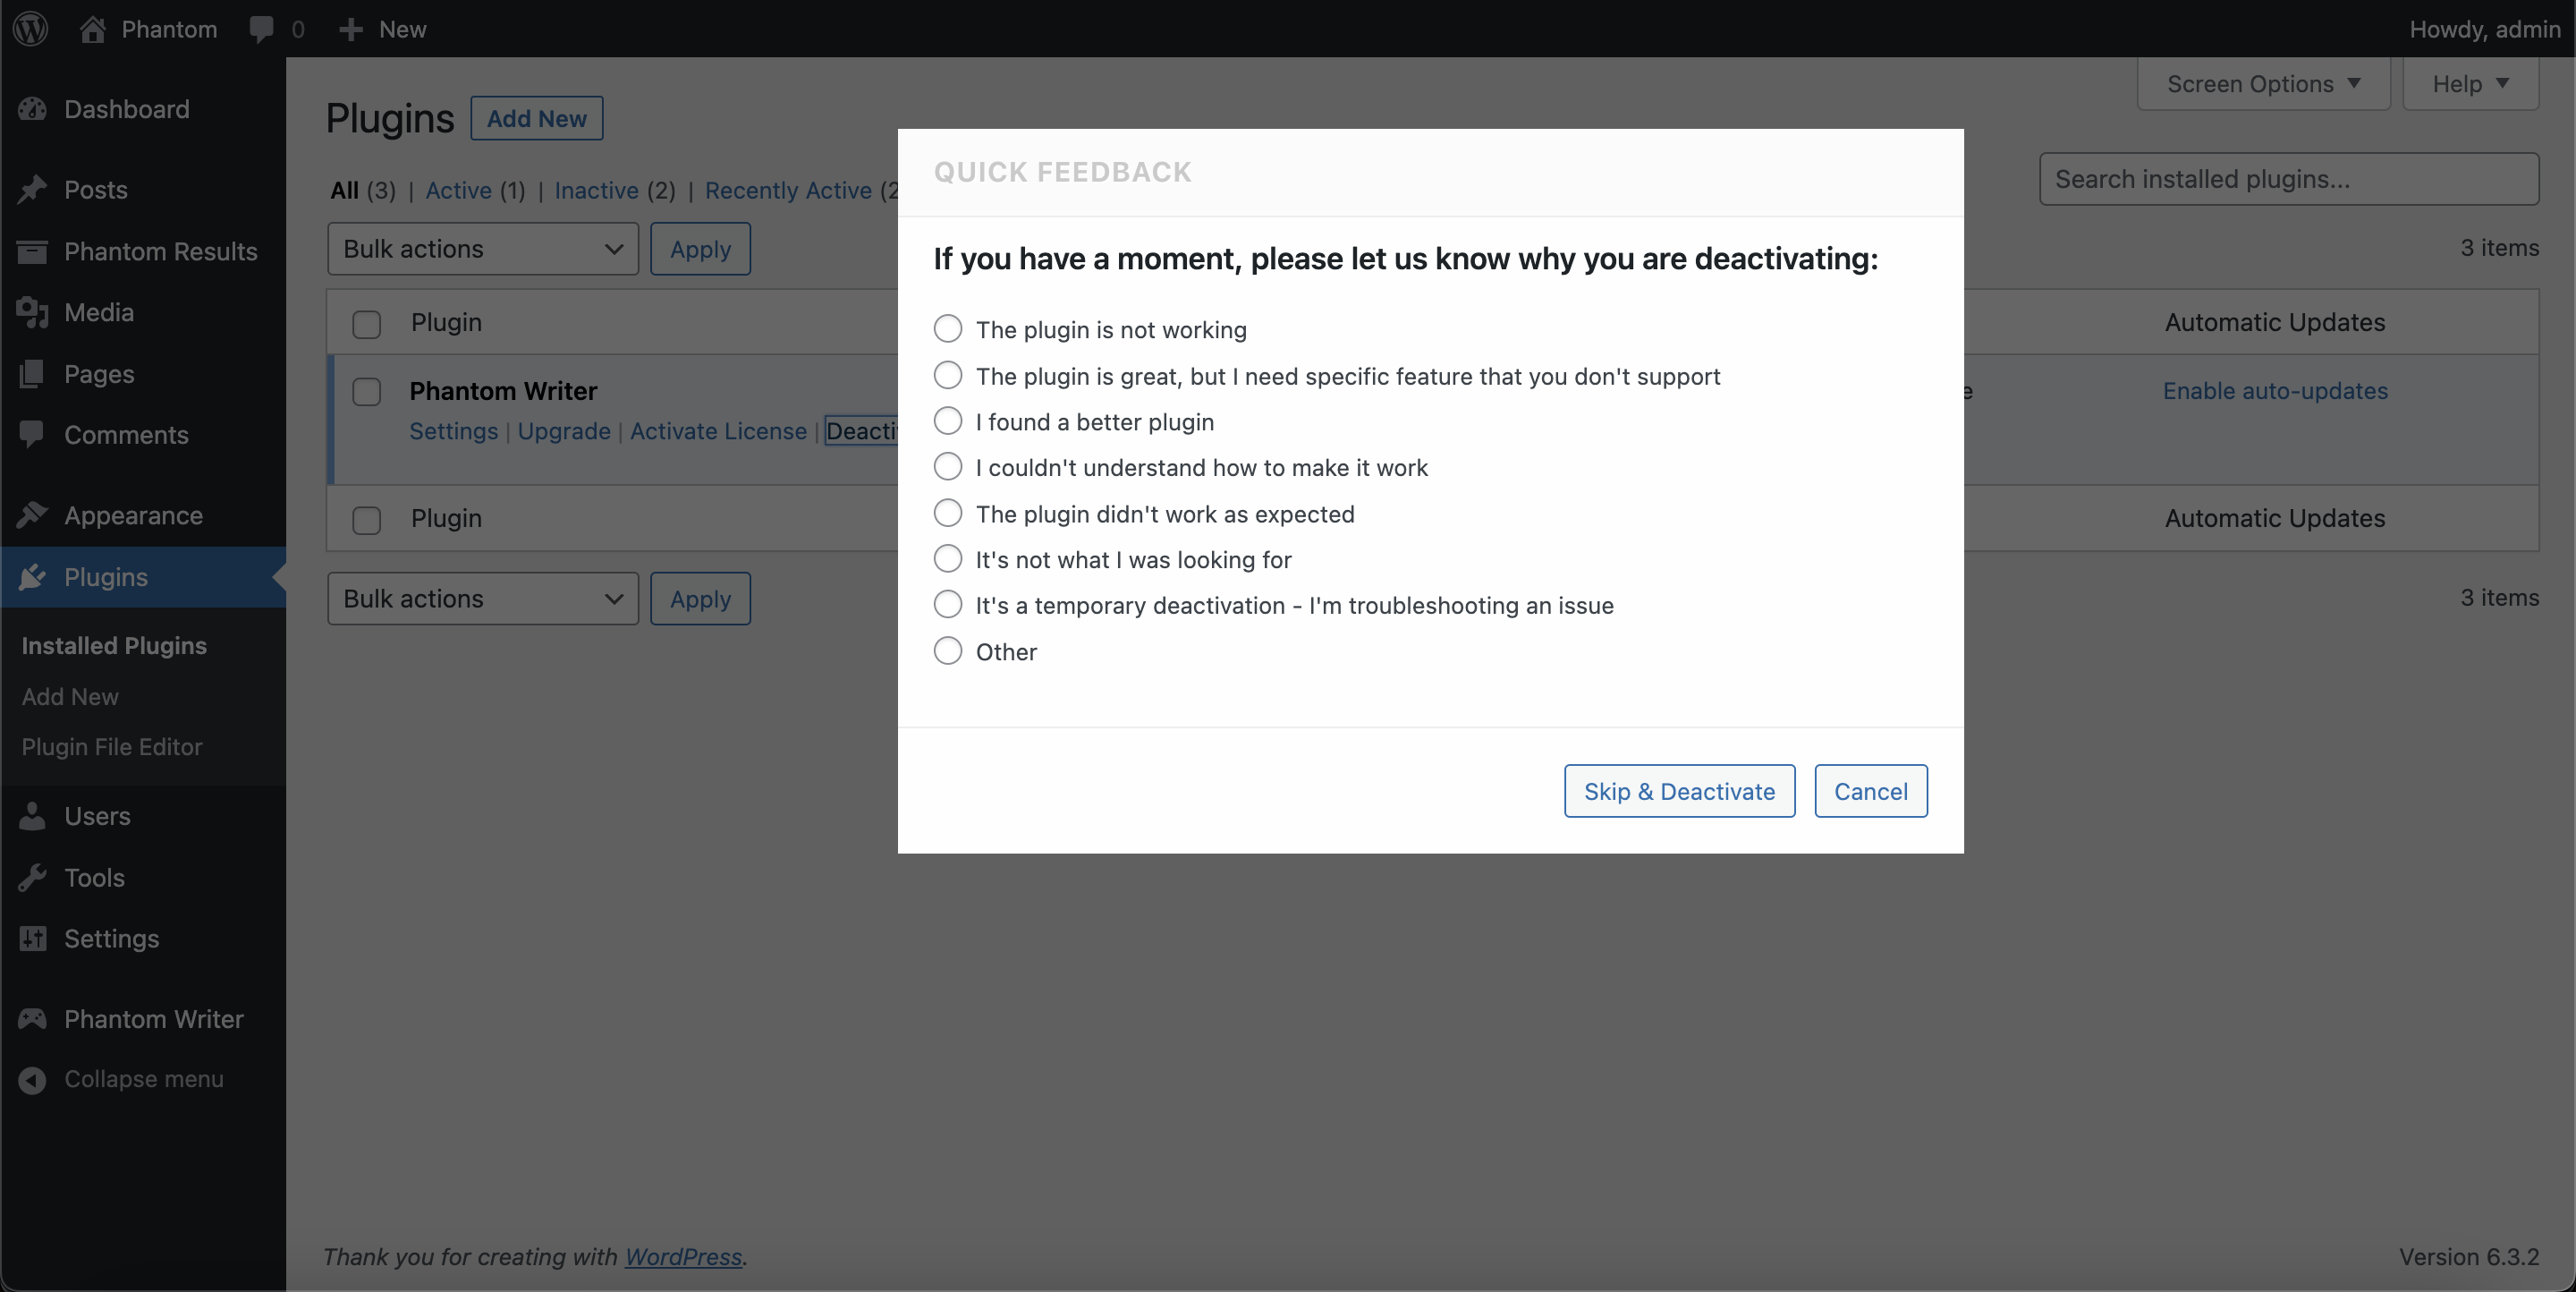 Phantom 0 New Howdy, admin
Dashboard
Posts
Phantom Results
Media
Pages
Comments
Appearance
Plugins
Installed Plugins
Add New
Plugin File Editor
Users
Tools
Settings
Phantom Writer
Collapse menu
Screen Options Help
Plugins Add New
All (3) | Active (1) | Inactive (2) | Recently Active (2
Search installed plugins...
Bulk actions Apply 3 items
Plugin Automatic Updates
Phantom Writer Enable auto-updates
Settings | Upgrade | Activate License |
Plugin Automatic Updates
Bulk actions Apply 3 items
QUICK FEEDBACK
If you have a moment, please let us know why you are deactivating:
The plugin is not working
The plugin is great, but I need specific feature that you don't support
I found a better plugin
I couldn't understand how to make it work
The plugin didn't work as expected
It's not what I was looking for
It's a temporary deactivation - I'm troubleshooting an issue
Other
Skip & Deactivate Cancel
Thank you for creating with WordPress. Version 6.3.2